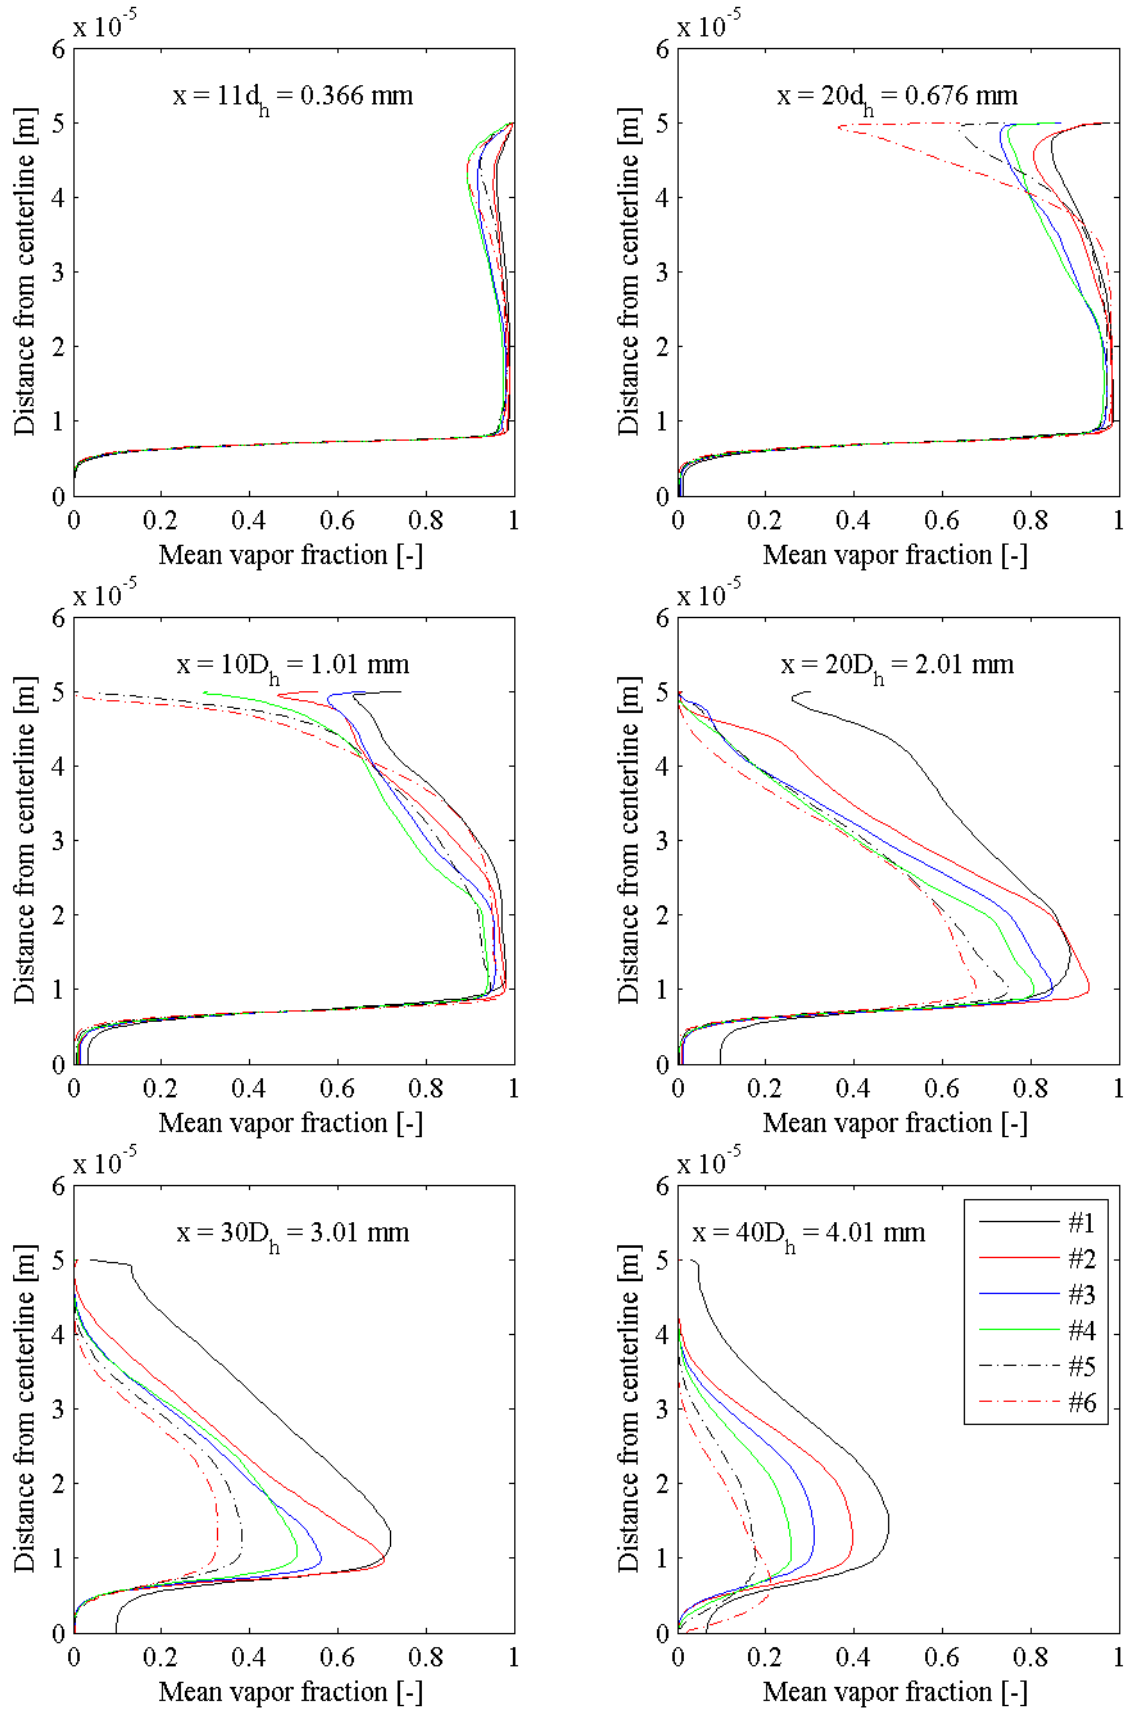 x 10⁻⁵
6
5
4
3
2
1
0
Distance from centerline [m]
x = 11dₕ = 0.366 mm
0 0.2 0.4 0.6 0.8 1
Mean vapor fraction [-]
x 10⁻⁵
6
5
4
3
2
1
0
Distance from centerline [m]
x = 20dₕ = 0.676 mm
0 0.2 0.4 0.6 0.8 1
Mean vapor fraction [-]
x 10⁻⁵
6
5
4
3
2
1
0
Distance from centerline [m]
x = 10Dₕ = 1.01 mm
0 0.2 0.4 0.6 0.8 1
Mean vapor fraction [-]
x 10⁻⁵
6
5
4
3
2
1
0
Distance from centerline [m]
x = 20Dₕ = 2.01 mm
0 0.2 0.4 0.6 0.8 1
Mean vapor fraction [-]
x 10⁻⁵
6
5
4
3
2
1
0
Distance from centerline [m]
x = 30Dₕ = 3.01 mm
0 0.2 0.4 0.6 0.8 1
Mean vapor fraction [-]
x 10⁻⁵
6
5
4
3
2
1
0
Distance from centerline [m]
x = 40Dₕ = 4.01 mm
#1
#2
#3
#4
#5
#6
0 0.2 0.4 0.6 0.8 1
Mean vapor fraction [-]